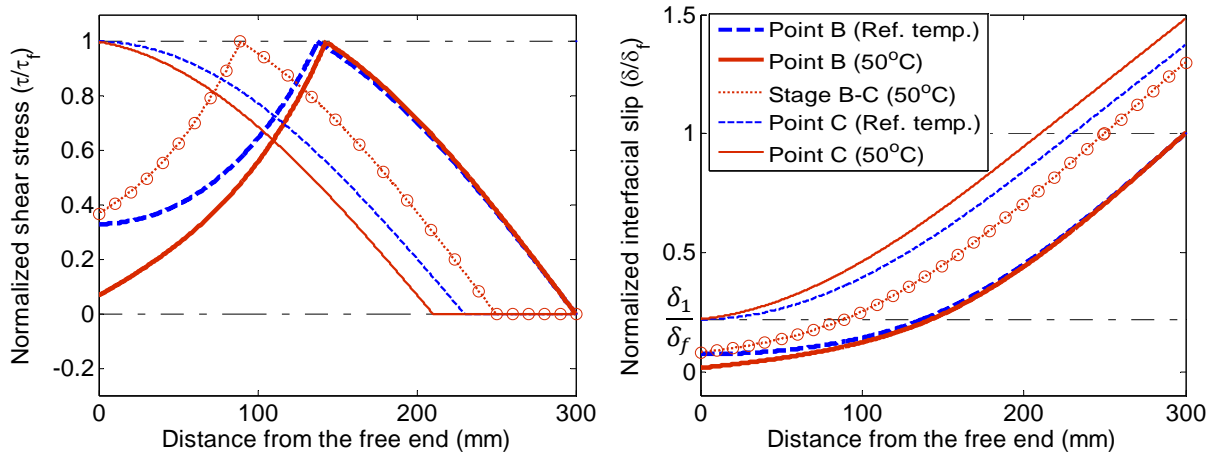 Normalized shear stress (τ/τf)
1
0.8
0.6
0.4
0.2
0
-0.2
0
100
200
300
Distance from the free end (mm)
Normalized interfacial slip (δ/δf)
1.5
1
0.5
δ1
δf
0
Point B (Ref. temp.)
Point B (50oC)
Stage B-C (50oC)
Point C (Ref. temp.)
Point C (50oC)
0
100
200
300
Distance from the free end (mm)